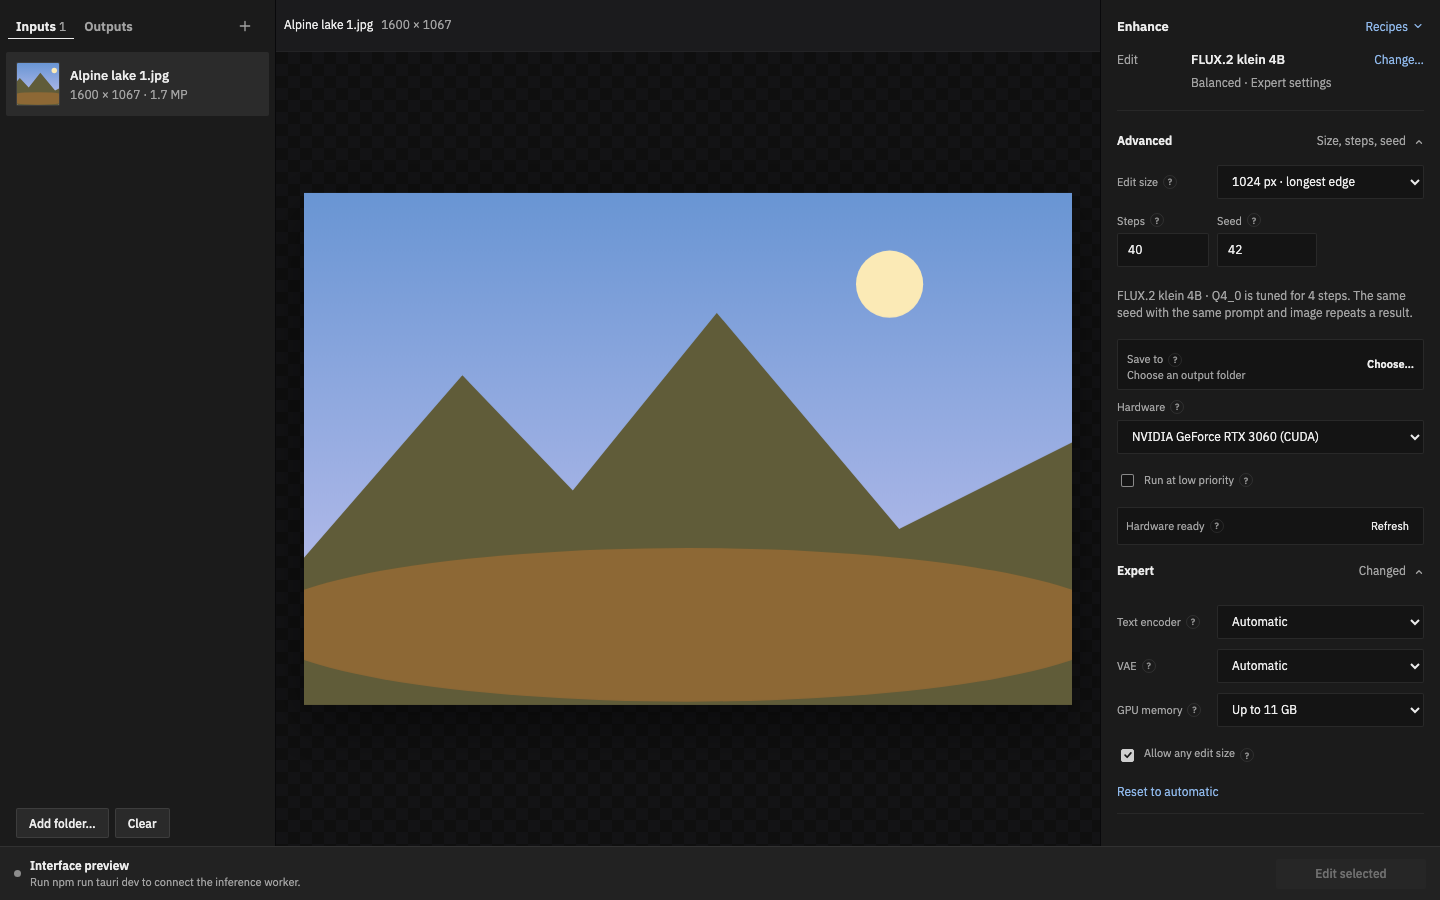 Inputs 1
Outputs
+
Alpine lake 1.jpg
1600 × 1067 · 1.7 MP
Add folder...
Clear
Alpine lake 1.jpg 1600 × 1067
Enhance
Recipes
Edit
FLUX.2 klein 4B
Change...
Balanced · Expert settings
Advanced
Size, steps, seed
Edit size ?
1024 px · longest edge
Steps ?
Seed ?
40
42
FLUX.2 klein 4B · Q4_0 is tuned for 4 steps. The same
seed with the same prompt and image repeats a result.
Save to ?
Choose an output folder
Choose...
Hardware ?
NVIDIA GeForce RTX 3060 (CUDA)
Run at low priority ?
Hardware ready ?
Refresh
Expert
Changed
Text encoder ?
Automatic
VAE ?
Automatic
GPU memory ?
Up to 11 GB
Allow any edit size ?
Reset to automatic
Interface preview
Run npm run tauri dev to connect the inference worker.
Edit selected